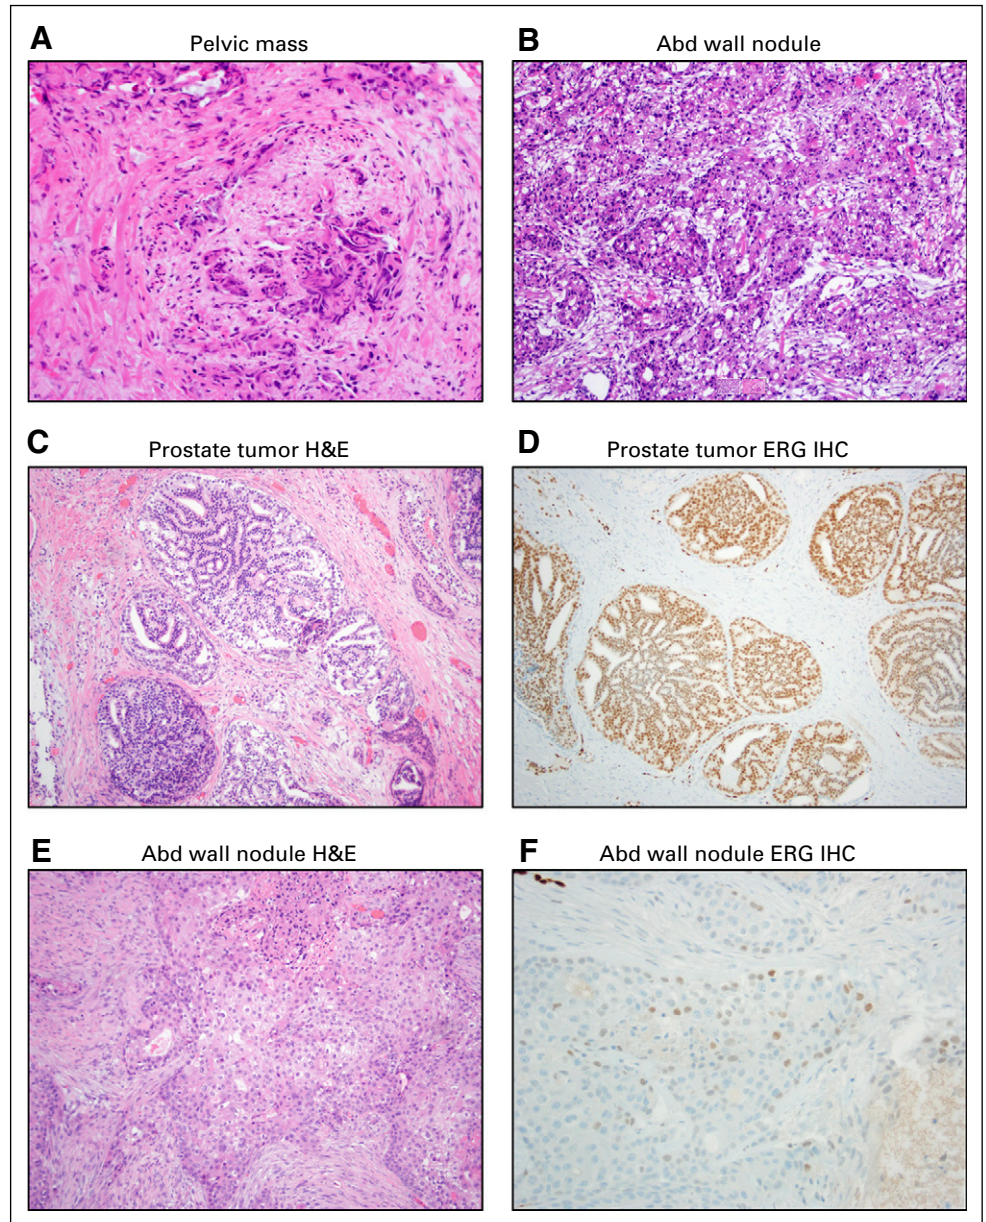 A
Pelvic mass
B
Abd wall nodule
C
Prostate tumor H&E
D
Prostate tumor ERG IHC
E
Abd wall nodule H&E
F
Abd wall nodule ERG IHC